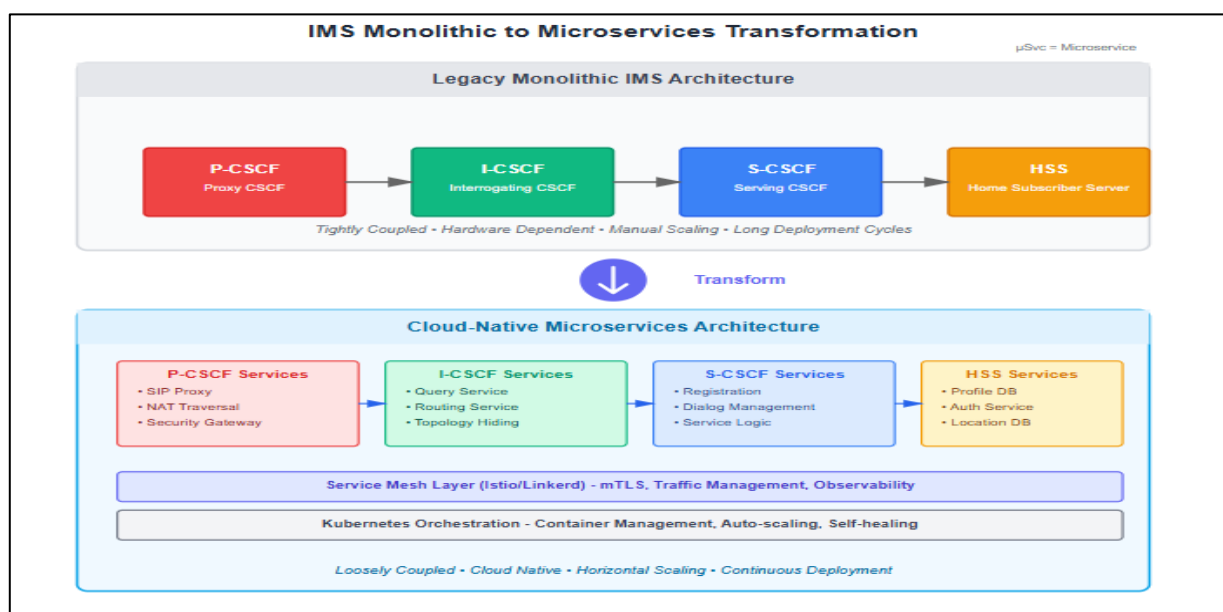 IMS Monolithic to Microservices Transformation
µSvc = Microservice
Legacy Monolithic IMS Architecture
P-CSCF
Proxy CSCF
I-CSCF
Interrogating CSCF
S-CSCF
Serving CSCF
HSS
Home Subscriber Server
Tightly Coupled • Hardware Dependent • Manual Scaling • Long Deployment Cycles
Transform
Cloud-Native Microservices Architecture
P-CSCF Services
• SIP Proxy
• NAT Traversal
• Security Gateway
I-CSCF Services
• Query Service
• Routing Service
• Topology Hiding
S-CSCF Services
• Registration
• Dialog Management
• Service Logic
HSS Services
• Profile DB
• Auth Service
• Location DB
Service Mesh Layer (Istio/Linkerd) - mTLS, Traffic Management, Observability
Kubernetes Orchestration - Container Management, Auto-scaling, Self-healing
Loosely Coupled • Cloud Native • Horizontal Scaling • Continuous Deployment